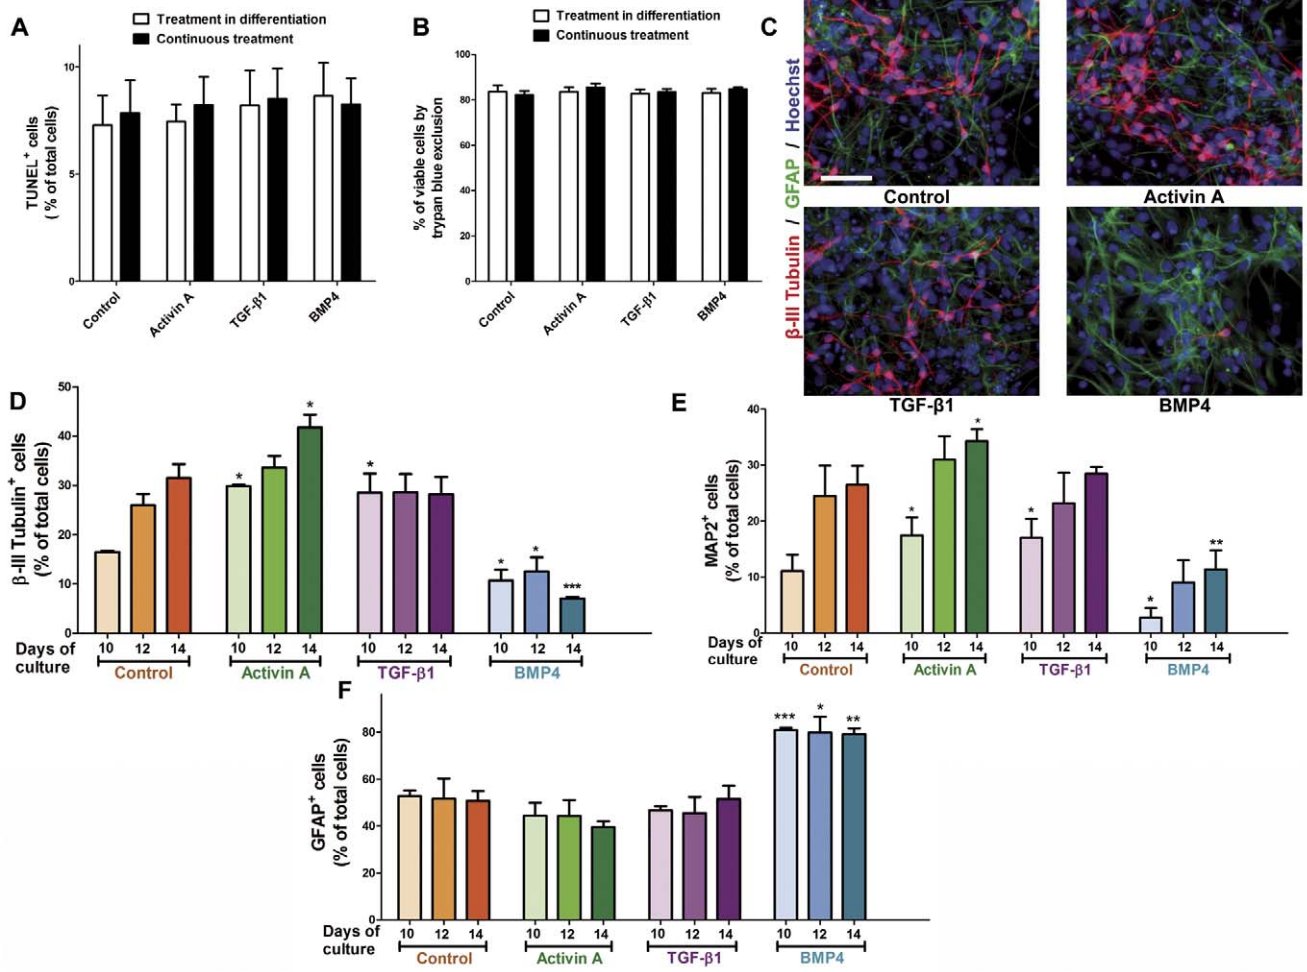 A
Treatment in differentiation
Continuous treatment
TUNEL+ cells
( % of total cells)
10
5
0
Control
Activin A
TGF-β1
BMP4
B
Treatment in differentiation
Continuous treatment
% of viable cells by
trypan blue exclusion
100
80
60
40
20
0
Control
Activin A
TGF-β1
BMP4
C
β-III Tubulin / GFAP / Hoechst
Control
Activin A
TGF-β1
BMP4
D
β-III Tubulin+ cells
(% of total cells)
50
40
30
20
10
0
* * * * * ***
Days of
culture
10 12 14 10 12 14 10 12 14 10 12 14
Control Activin A TGF-β1 BMP4
E
MAP2+ cells
(% of total cells)
40
30
20
10
0
* * * * **
Days of
culture
10 12 14 10 12 14 10 12 14 10 12 14
Control Activin A TGF-β1 BMP4
F
GFAP+ cells
(% of total cells)
80
60
40
20
0
*** * **
Days of
culture
10 12 14 10 12 14 10 12 14 10 12 14
Control Activin A TGF-β1 BMP4